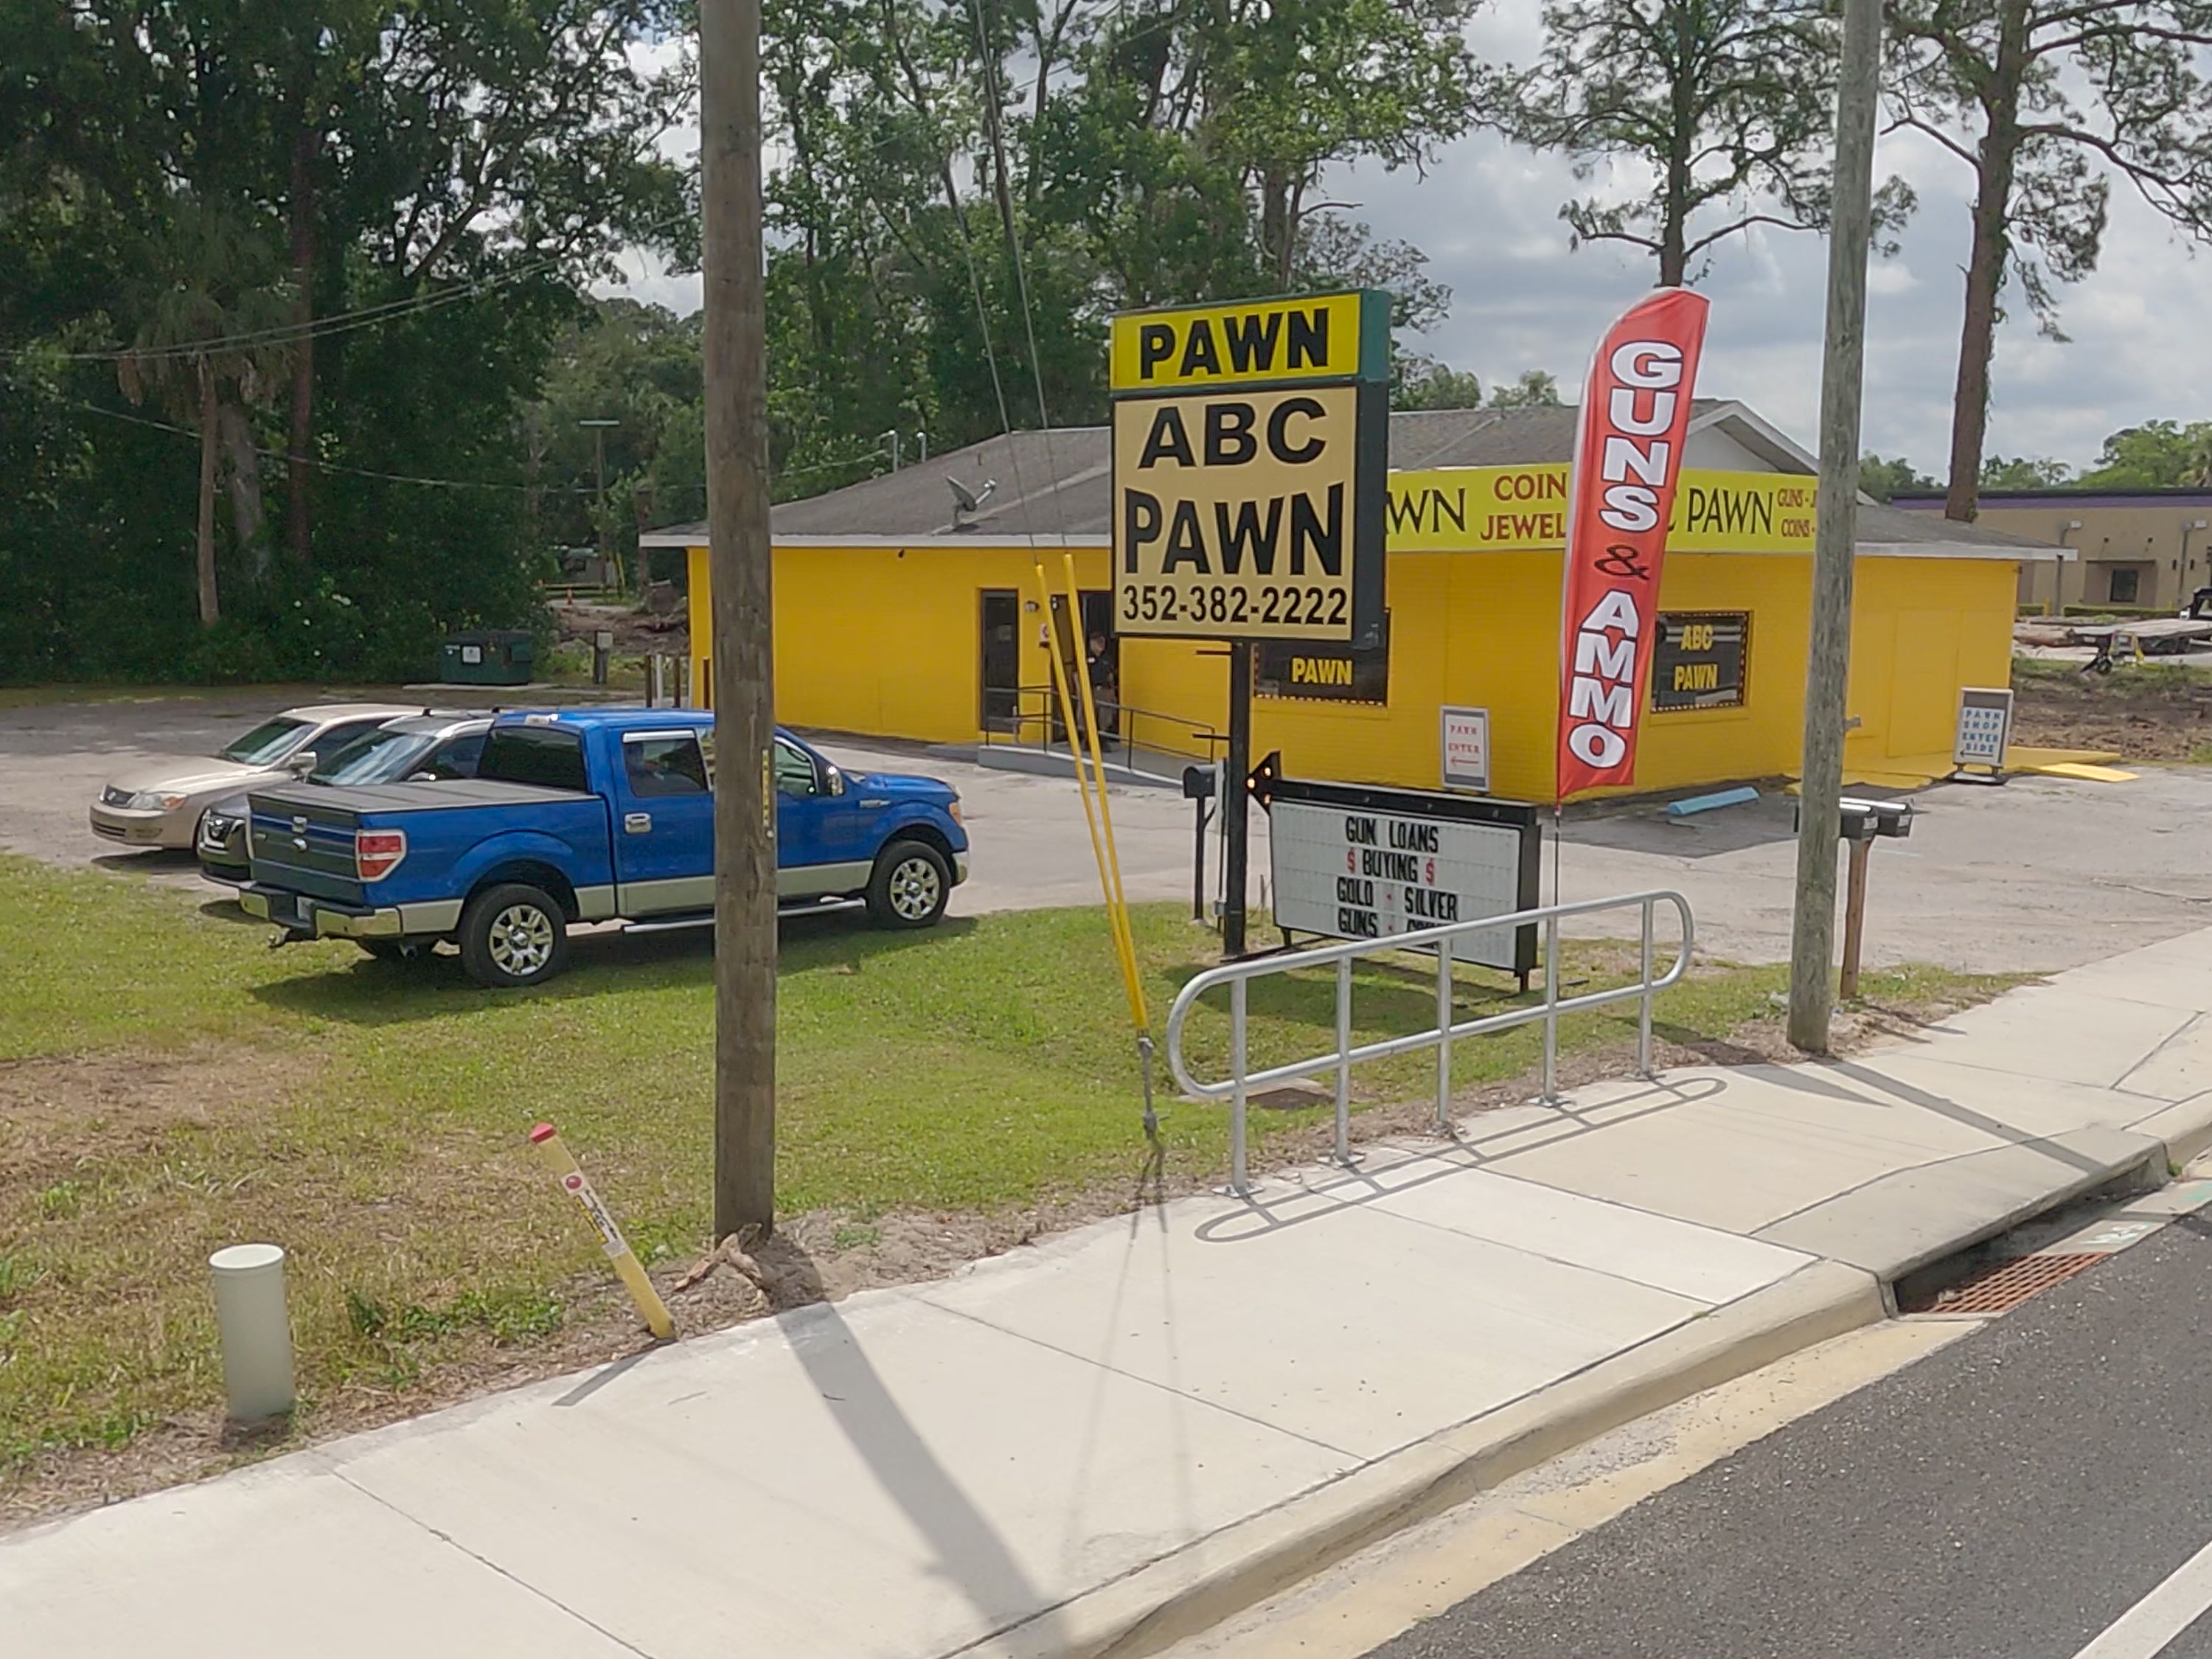 PAWN
ABC
PAWN
352-382-2222
COIN
JEWEL
PAWN
GUNS
COINS
GUNS & AMMO
PAWN
ABC
PAWN
PAWN
ENTER
PAWN
SHOP
ENTER
SIDE
GUN LOANS
$ BUYING $
GOLD - SILVER
GUNS -